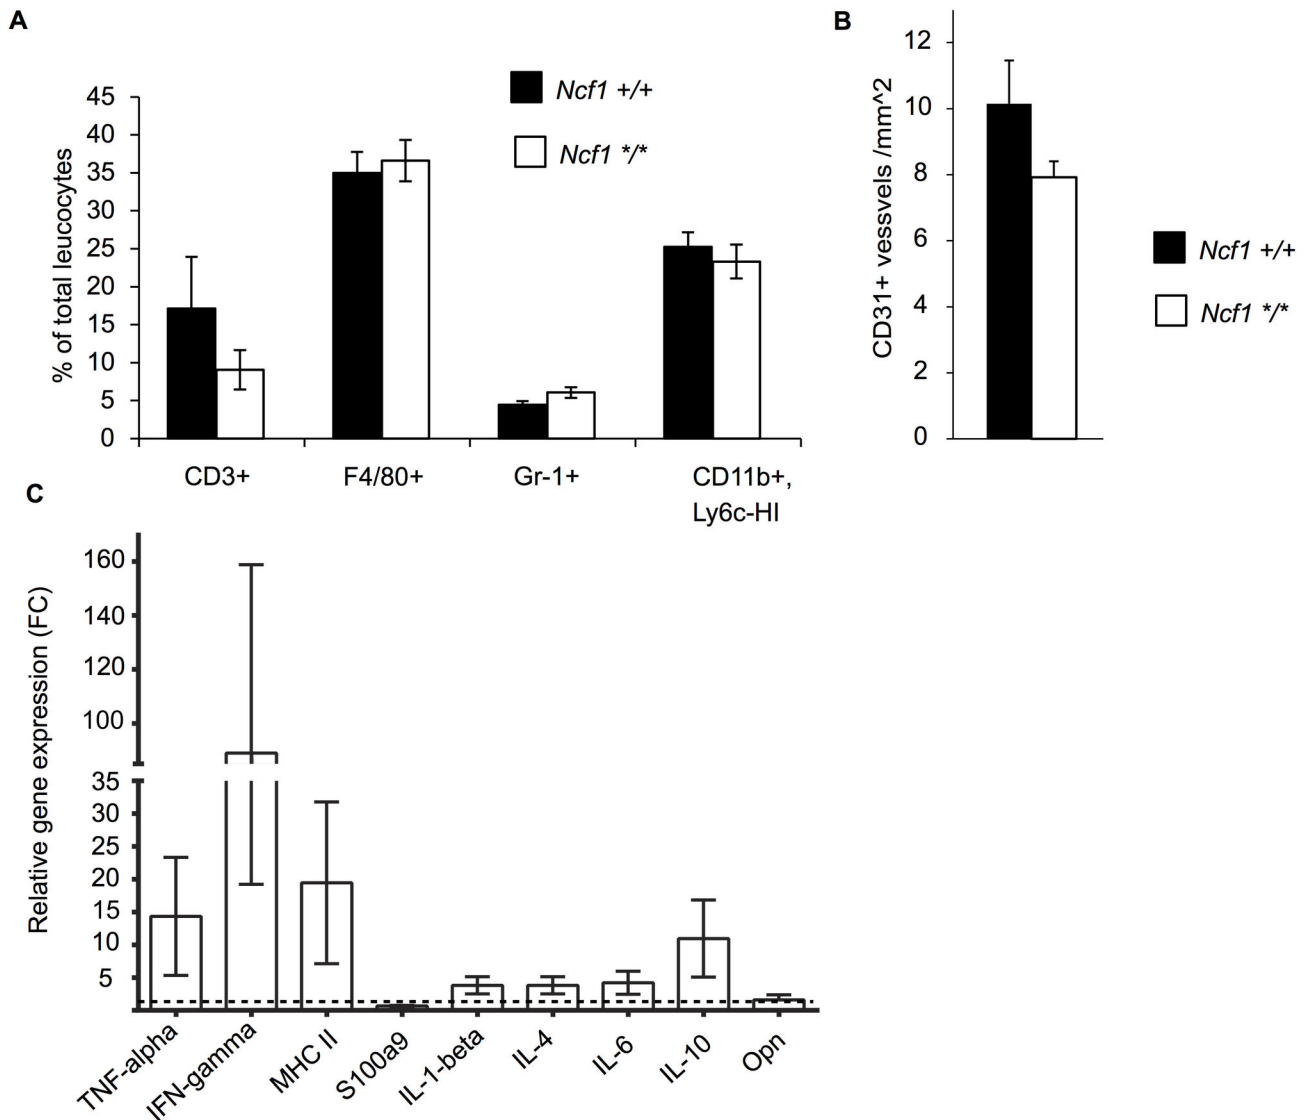 A
B
Ncf1 +/+
Ncf1 */*
% of total leucocytes
45
40
35
30
25
20
15
10
5
0
CD3+
F4/80+
Gr-1+
CD11b+,
Ly6c-HI
CD31+ vessvels /mm^2
12
10
8
6
4
2
0
Ncf1 +/+
Ncf1 */*
C
Relative gene expression (FC)
160
140
120
100
35
30
25
20
15
10
5
TNF-alpha
IFN-gamma
MHC II
S100a9
IL-1-beta
IL-4
IL-6
IL-10
Opn